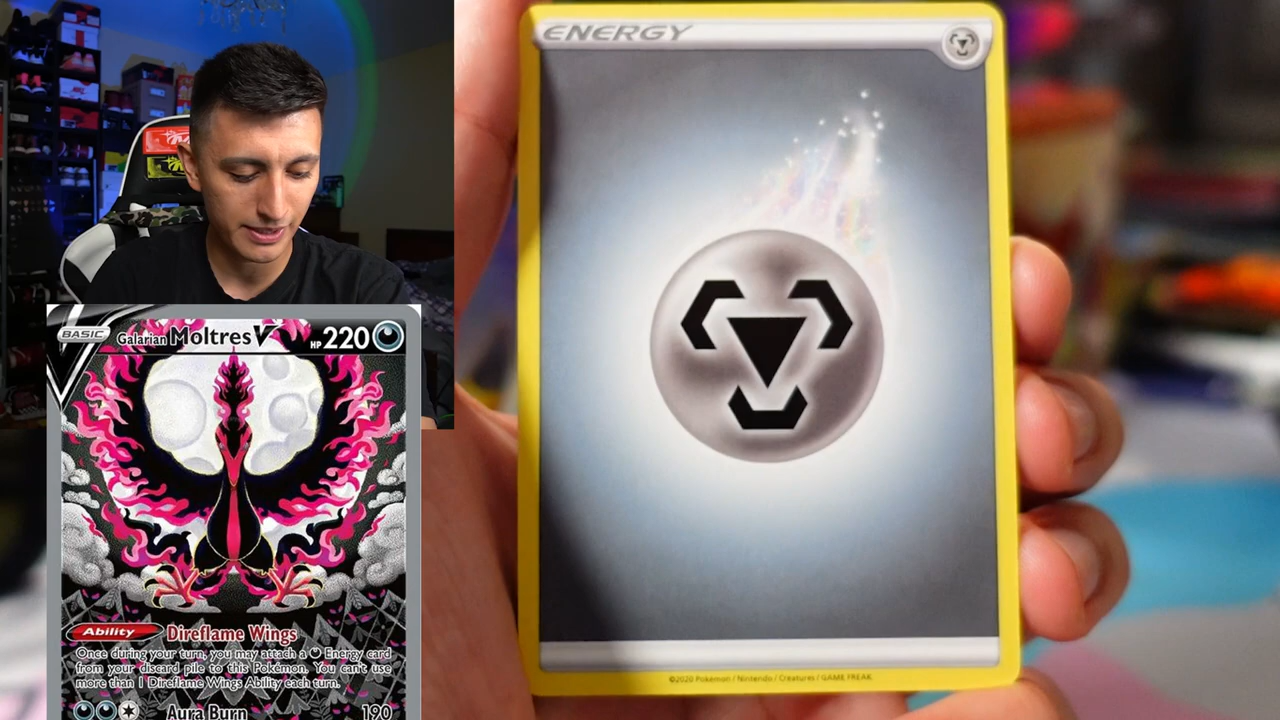 ENERGY
BASIC Galarian Moltres V HP 220
Ability Direflame Wings
Once during your turn, you may attach a Energy card
from your discard pile to this Pokémon. You can't use
more than 1 Direflame Wings Ability each turn.
Aura Burn 190
©2020 Pokémon / Nintendo / Creatures / GAME FREAK